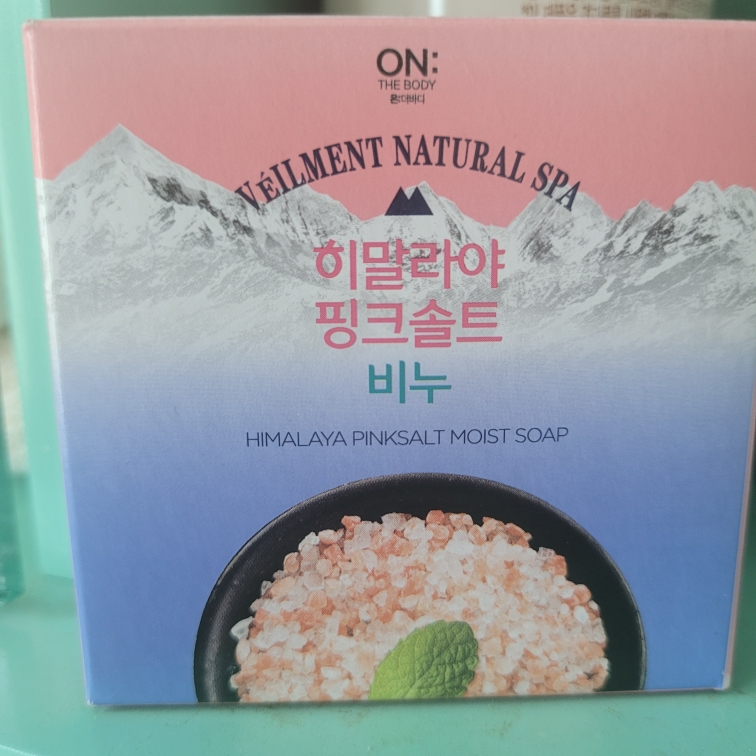 ON:
THE BODY
온:더바디
VÉILMENT NATURAL SPA
히말라야
핑크솔트
비누
HIMALAYA PINKSALT MOIST SOAP